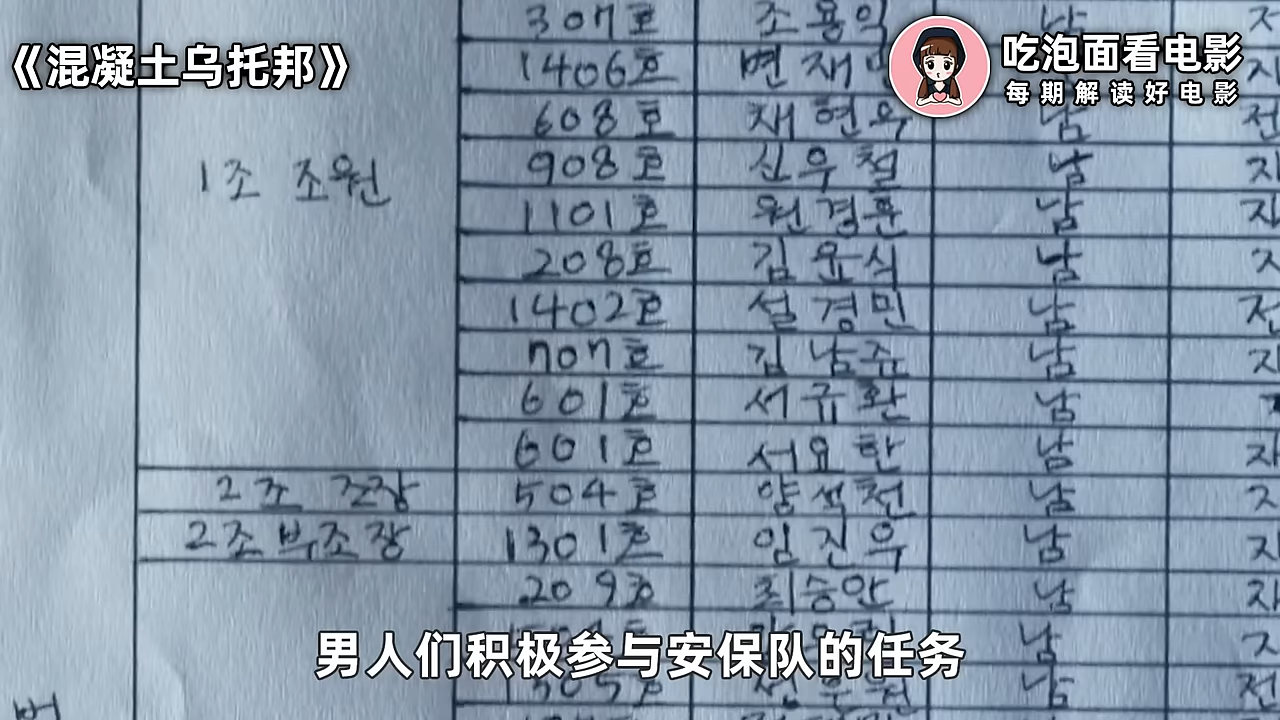 《混凝土乌托邦》
吃泡面看电影
每期解读好电影
307호 조용익 남
1406호 변재 남
608호 채현욱 남
1조 조원
908호 신우철 남
1101호 원경훈 남
208호 김윤식 남
1402호 설경민 남
707호 김남준 남
601호 서규환 남
601호 서요한 남
2조 조장 504호 양석천 남
2조 부조장 1301호 임진우 남
209호 최승안 남
남
남
男人们积极参与安保队的任务